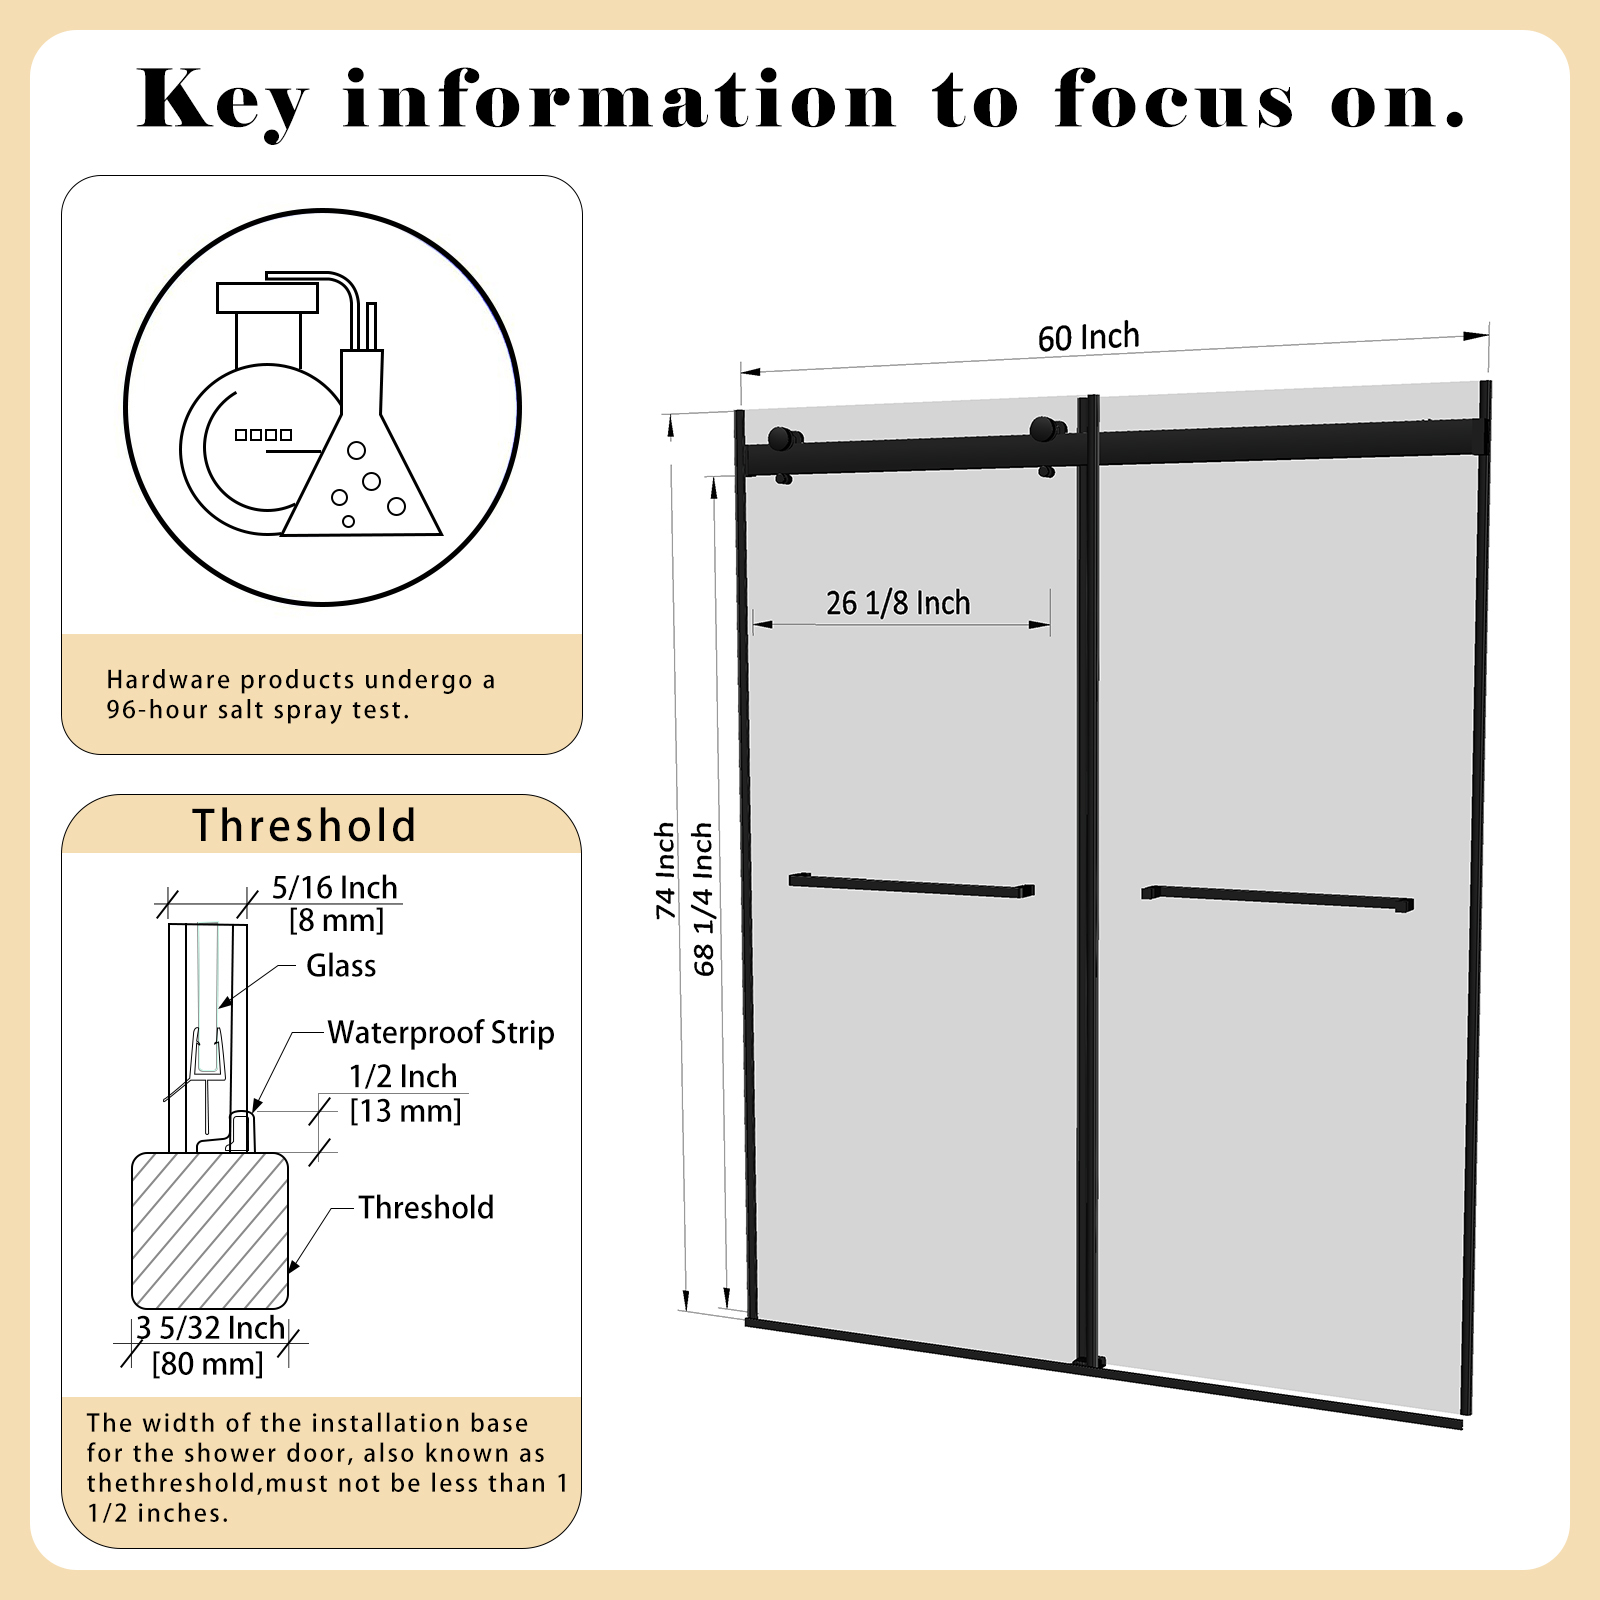 Key information to focus on.
Hardware products undergo a
96-hour salt spray test.
Threshold
5/16 Inch
[8 mm]
Glass
Waterproof Strip
1/2 Inch
[13 mm]
Threshold
3 5/32 Inch
[80 mm]
The width of the installation base
for the shower door, also known as
thethreshold,must not be less than 1
1/2 inches.
60 Inch
26 1/8 Inch
74 Inch
68 1/4 Inch